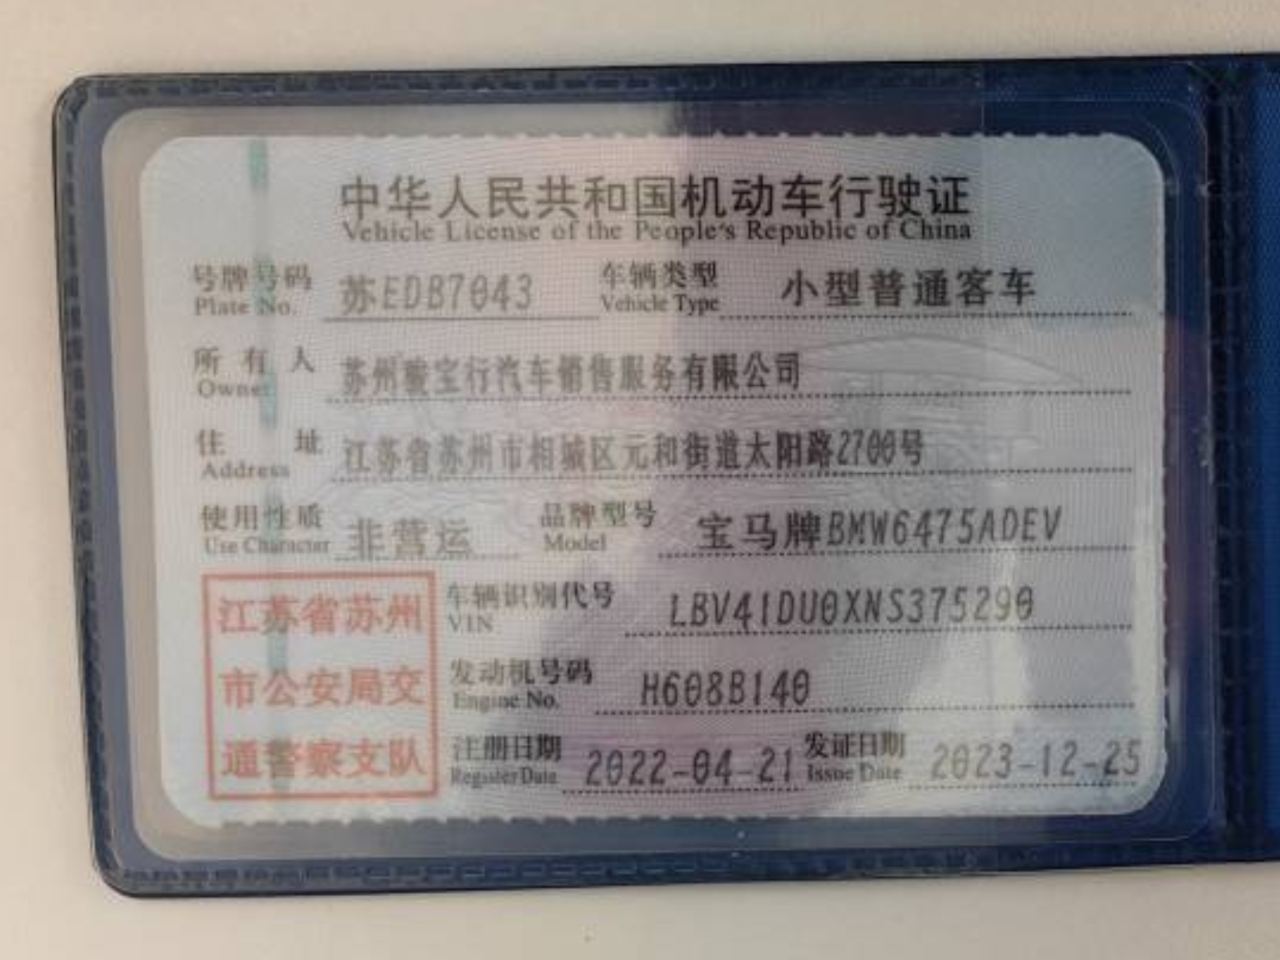 中华人民共和国机动车行驶证
Vehicle License of the People's Republic of China
号牌号码 苏EDB7043 车辆类型 小型普通客车
Plate No. Vehicle Type
所有人 苏州骏宝行汽车销售服务有限公司
Owner
住址 江苏省苏州市相城区元和街道太阳路2700号
Address
使用性质 非营运 品牌型号 宝马牌BMW6475ADEV
Use Character Model
江苏省苏州
市公安局交
通警察支队
车辆识别代号 LBV41DU0XNS375290
VIN
发动机号码 H608B140
Engine No.
注册日期 2022-04-21 发证日期 2023-12-25
Register Date Issue Date